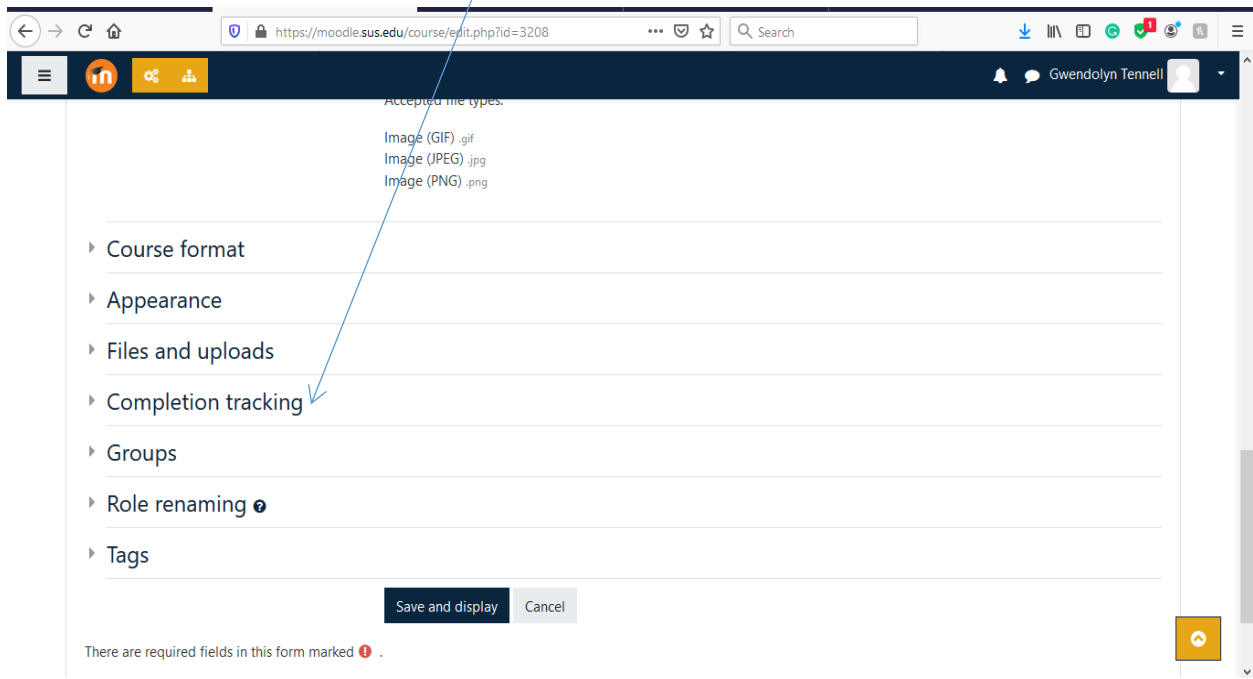 https://moodle.sus.edu/course/edit.php?id=3208
Search
1
Gwendolyn Tennell
Accepted file types:
Image (GIF) .gif
Image (JPEG) .jpg
Image (PNG) .png
Course format
Appearance
Files and uploads
Completion tracking
Groups
Role renaming
Tags
Save and display
Cancel
There are required fields in this form marked .